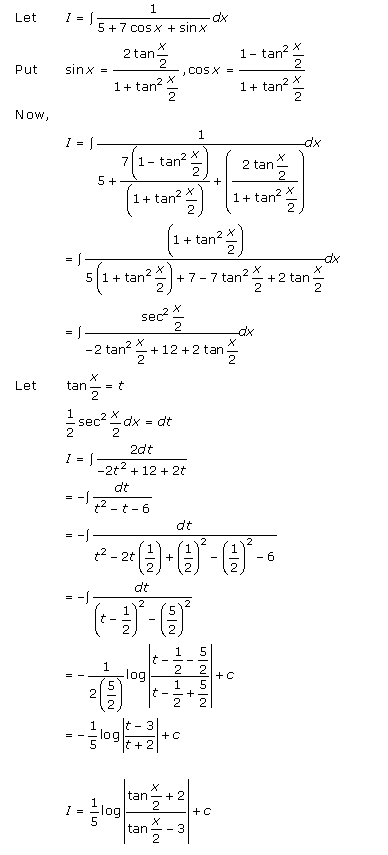 Let I = ∫ 1/(5 + 7 cos x + sin x) dx
Put sin x = (2 tan x/2)/(1 + tan² x/2), cos x = (1 − tan² x/2)/(1 + tan² x/2)
Now,
I = ∫ 1/(5 + 7(1 − tan² x/2)/(1 + tan² x/2) + ((2 tan x/2)/(1 + tan² x/2))) dx
= ∫ (1 + tan² x/2)/(5(1 + tan² x/2) + 7 − 7 tan² x/2 + 2 tan x/2) dx
= ∫ (sec² x/2)/(−2 tan² x/2 + 12 + 2 tan x/2) dx
Let tan x/2 = t
1/2 sec² x/2 dx = dt
I = ∫ 2dt/(−2t² + 12 + 2t)
= −∫ dt/(t² − t − 6)
= −∫ dt/(t² − 2t(1/2) + (1/2)² − (1/2)² − 6)
= −∫ dt/((t − 1/2)² − (5/2)²)
= − 1/(2(5/2)) log |(t − 1/2 − 5/2)/(t − 1/2 + 5/2)| + c
= − 1/5 log |(t − 3)/(t + 2)| + c
I = 1/5 log |(tan x/2 + 2)/(tan x/2 − 3)| + c